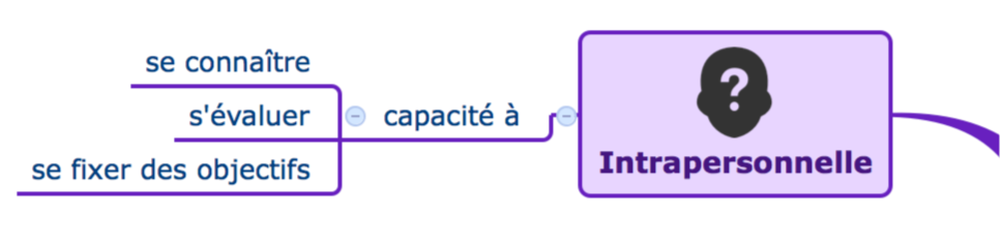 se connaître
s'évaluer
capacité à
se fixer des objectifs
?
Intrapersonnelle